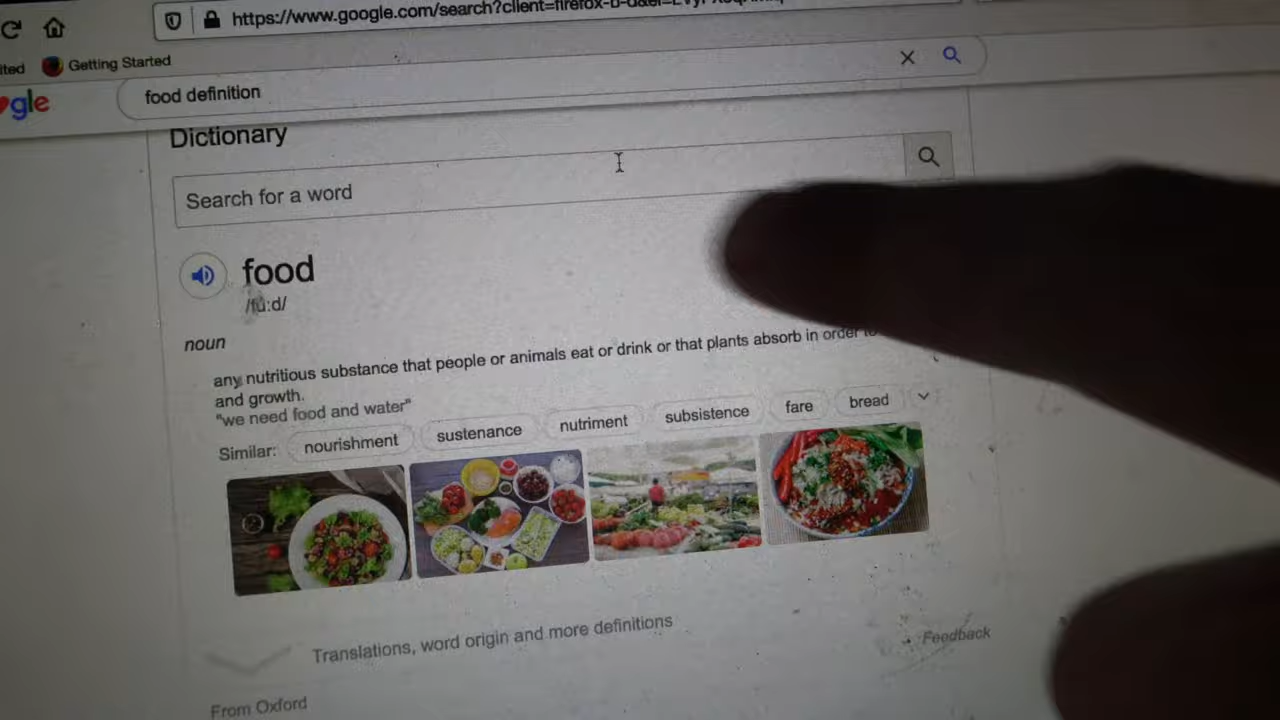 https://www.google.com/search?client=firefox-b-d&ei=
Getting Started
gle
food definition
Dictionary
Search for a word
food
/fuːd/
noun
any nutritious substance that people or animals eat or drink or that plants absorb in order
and growth.
"we need food and water"
Similar: nourishment sustenance nutriment subsistence fare bread
Translations, word origin and more definitions
Feedback
From Oxford